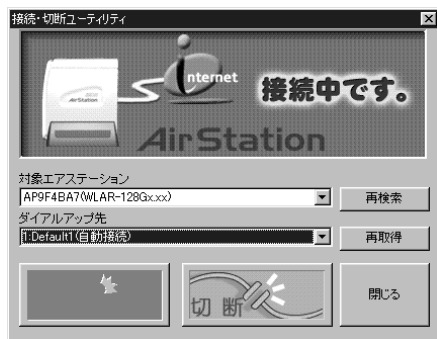 接続・切断ユーティリティ
AirStation
internet
接続中です。
AirStation
対象エアステーション
AP9F4BA7(WLAR-128Gx.xx)
再検索
ダイアルアップ先
1:Default1(自動接続)
再取得
切断
閉じる